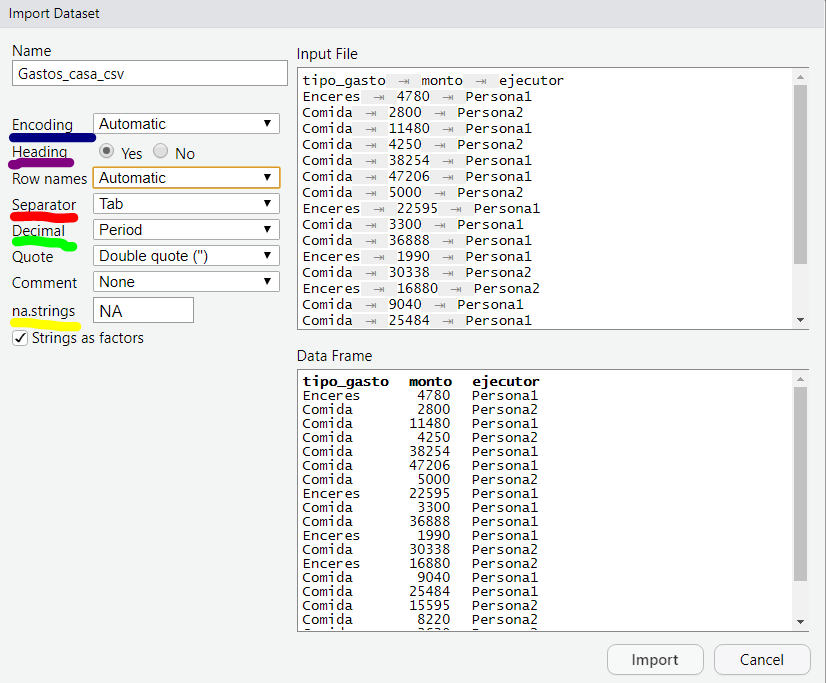 Import Dataset
Name
Gastos_casa_csv
Encoding Automatic
Heading Yes No
Row names Automatic
Separator Tab
Decimal Period
Quote Double quote (")
Comment None
na.strings NA
Strings as factors
Input File
tipo_gasto ⇥ monto ⇥ ejecutor
Enceres ⇥ 4780 ⇥ Persona1
Comida ⇥ 2800 ⇥ Persona2
Comida ⇥ 11480 ⇥ Persona1
Comida ⇥ 4250 ⇥ Persona2
Comida ⇥ 38254 ⇥ Persona1
Comida ⇥ 47206 ⇥ Persona1
Comida ⇥ 5000 ⇥ Persona2
Enceres ⇥ 22595 ⇥ Persona1
Comida ⇥ 3300 ⇥ Persona1
Comida ⇥ 36888 ⇥ Persona1
Enceres ⇥ 1990 ⇥ Persona1
Comida ⇥ 30338 ⇥ Persona2
Enceres ⇥ 16880 ⇥ Persona2
Comida ⇥ 9040 ⇥ Persona1
Comida ⇥ 25484 ⇥ Persona1
Data Frame
tipo_gasto monto ejecutor
Enceres 4780 Persona1
Comida 2800 Persona2
Comida 11480 Persona1
Comida 4250 Persona2
Comida 38254 Persona1
Comida 47206 Persona1
Comida 5000 Persona2
Enceres 22595 Persona1
Comida 3300 Persona1
Comida 36888 Persona1
Enceres 1990 Persona1
Comida 30338 Persona2
Enceres 16880 Persona2
Comida 9040 Persona1
Comida 25484 Persona1
Comida 15595 Persona2
Comida 8220 Persona2
Import Cancel